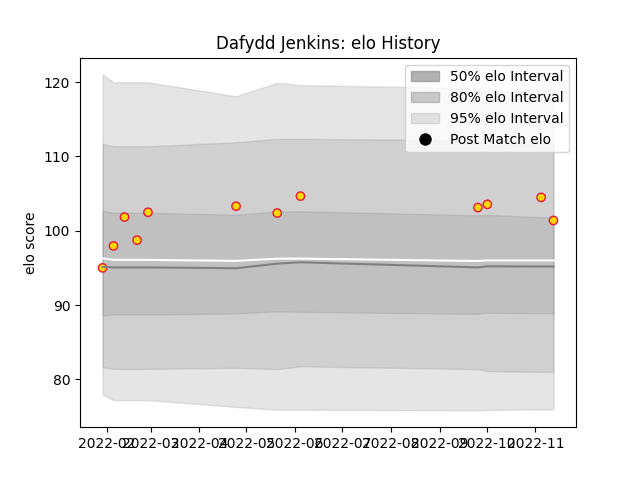 Dafydd Jenkins: elo History
50% elo Interval
80% elo Interval
95% elo Interval
Post Match elo
elo score
120
110
100
90
80
2022-02 2022-03 2022-04 2022-05 2022-06 2022-07 2022-08 2022-09 2022-10 2022-11